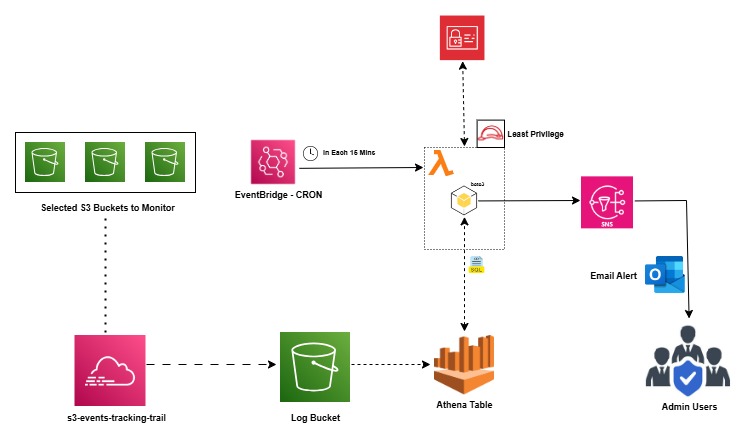 Least Privilege
In Each 15 Mins
boto3
EventBridge - CRON
Selected S3 Buckets to Monitor
SNS
SQL
Email Alert
O
s3-events-tracking-trail
Log Bucket
Athena Table
Admin Users